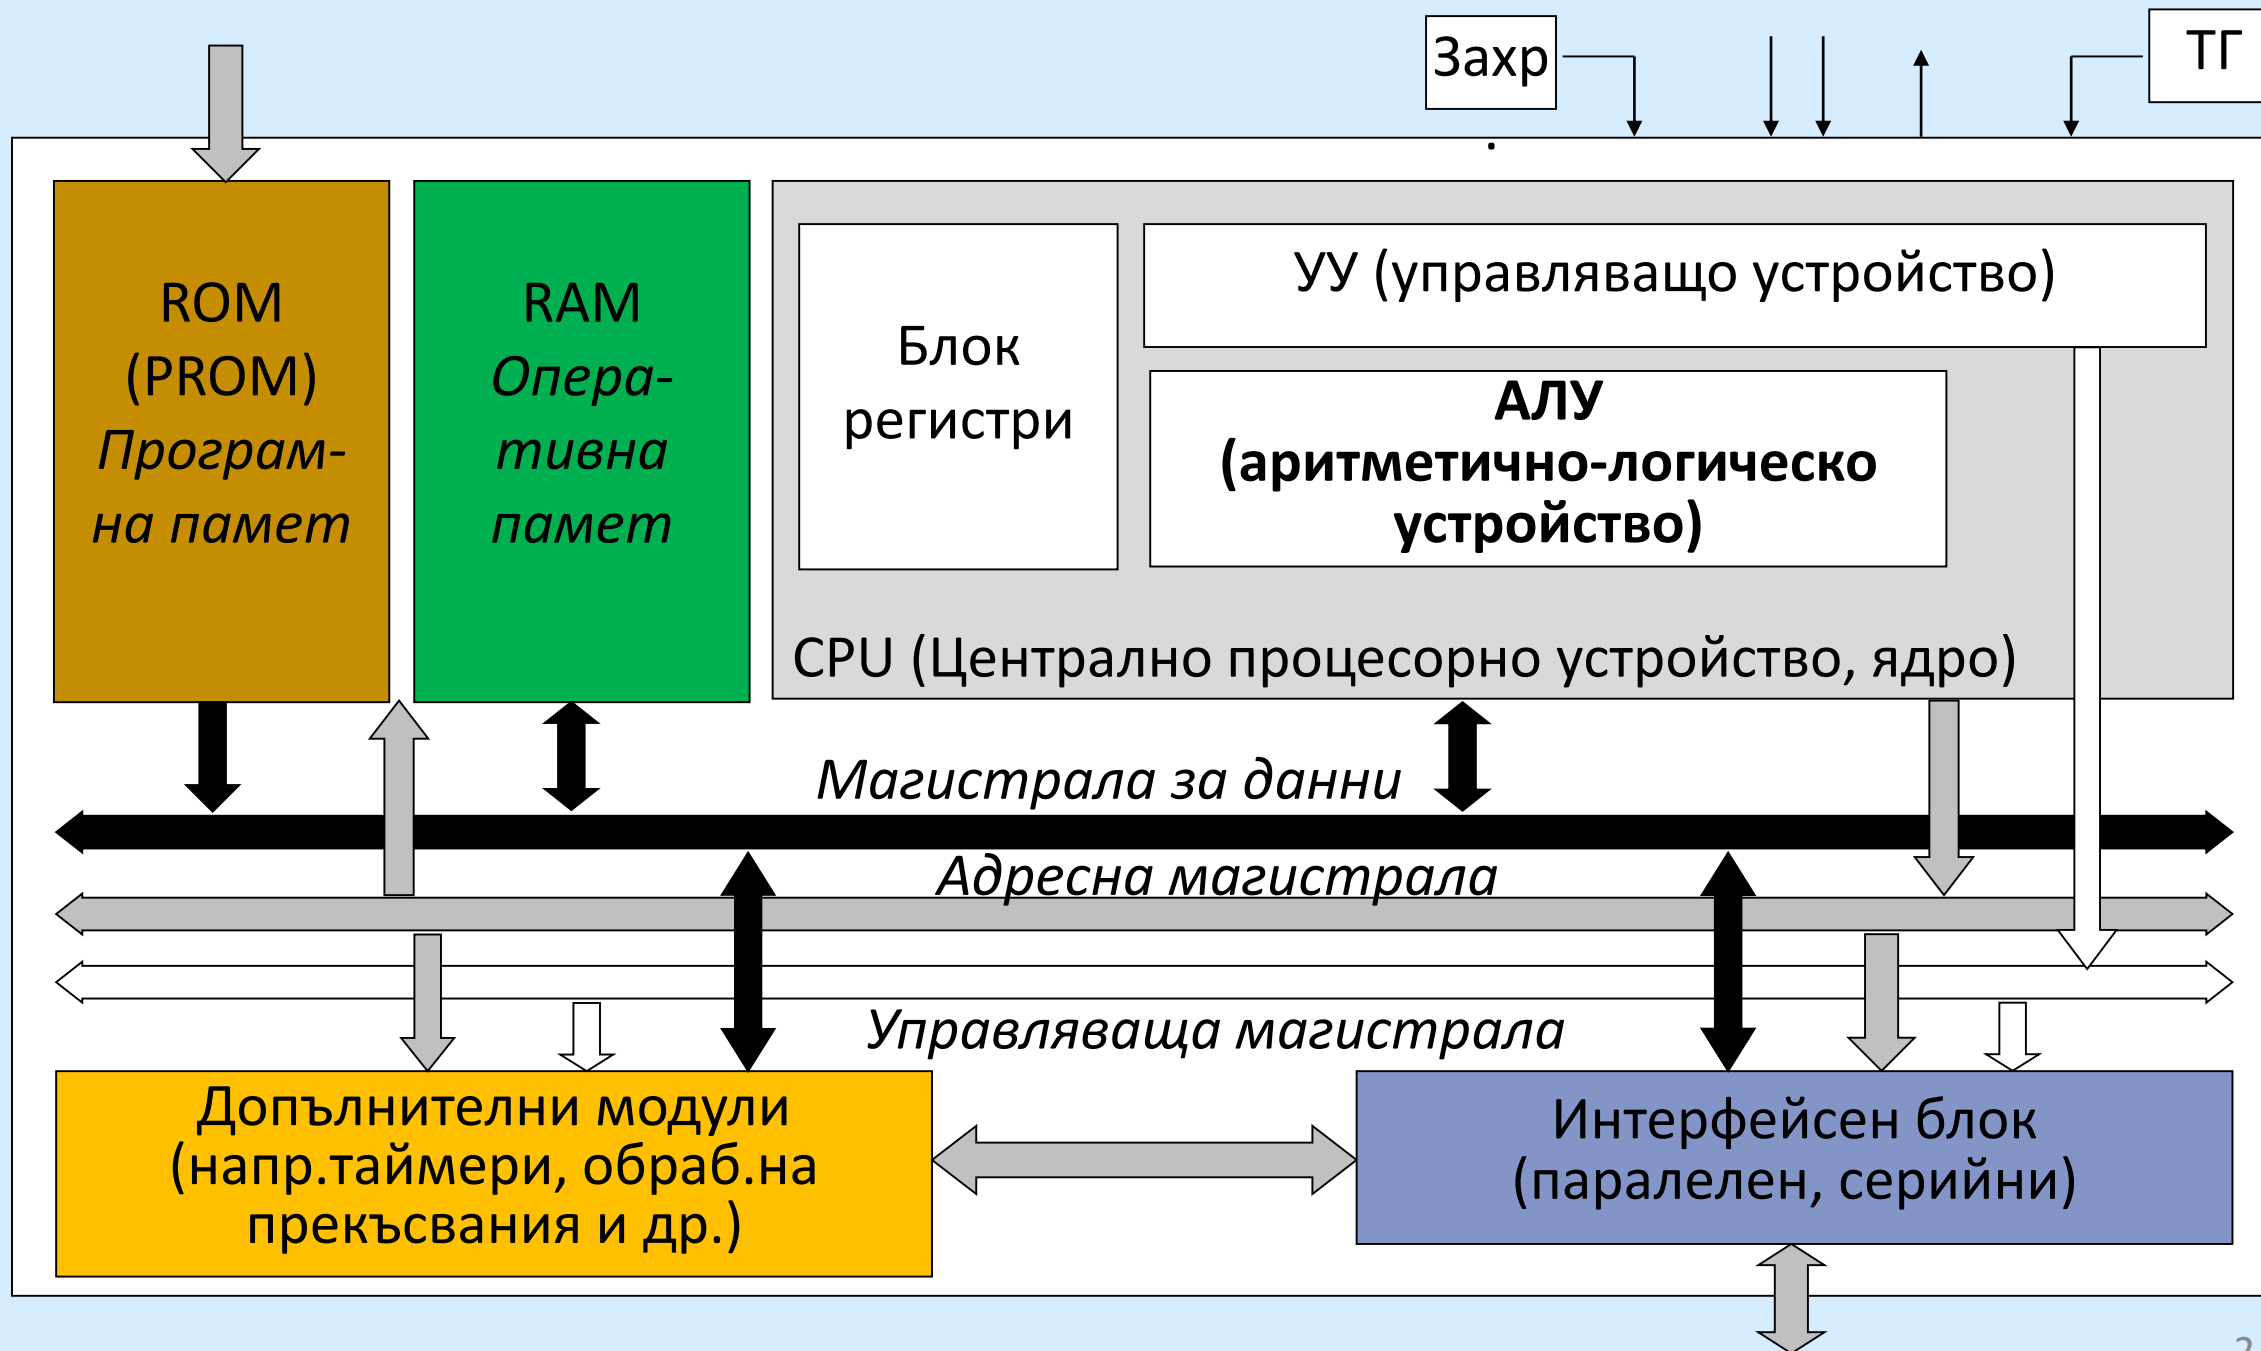 Захр
.
ТГ
ROM
(PROM)
Програм-
на памет
RAM
Опера-
тивна
памет
Блок
регистри
УУ (управляващо устройство)
АЛУ
(аритметично-логическо
устройство)
CPU (Централно процесорно устройство, ядро)
Магистрала за данни
Адресна магистрала
Управляваща магистрала
Допълнителни модули
(напр.таймери, обраб.на
прекъсвания и др.)
Интерфейсен блок
(паралелен, серийни)